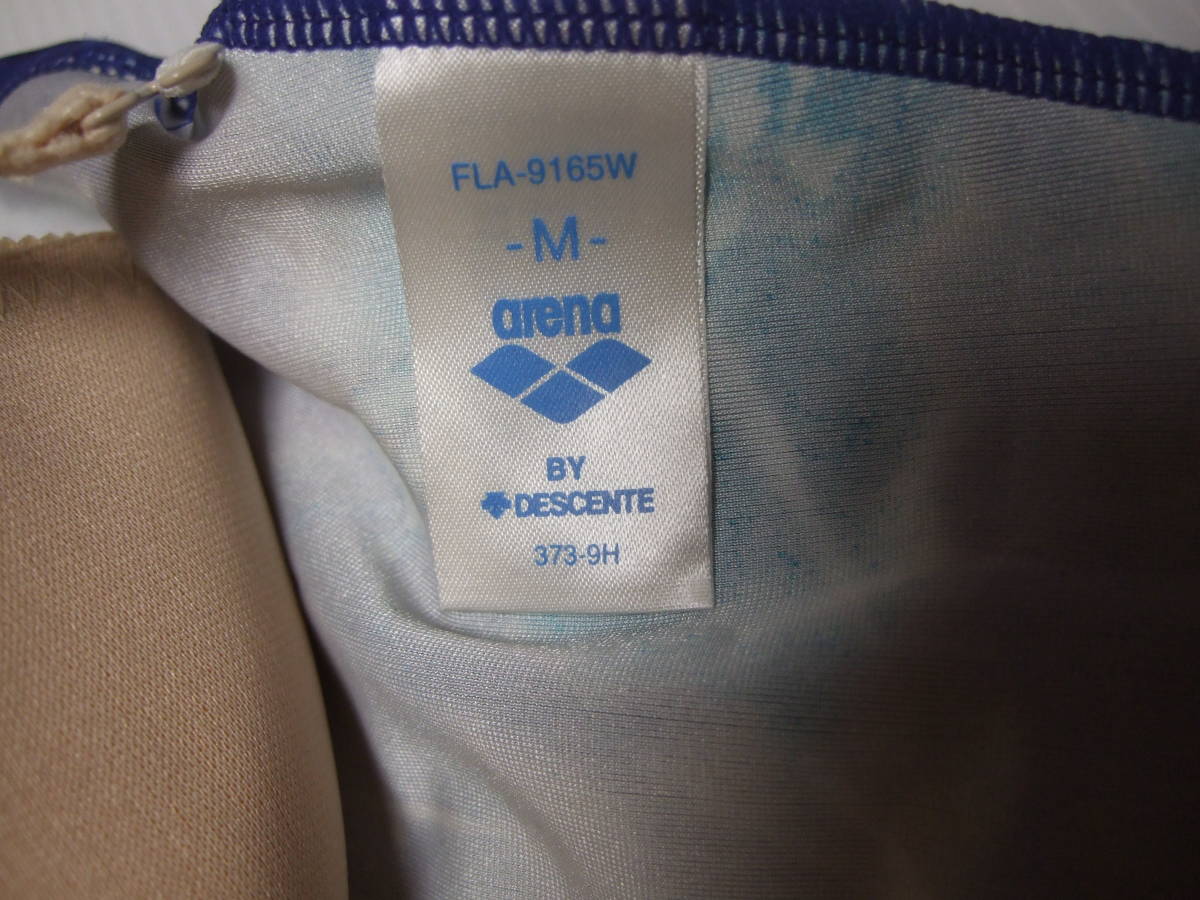 FLA-9165W
-M-
arena
BY
DESCENTE
373-9H